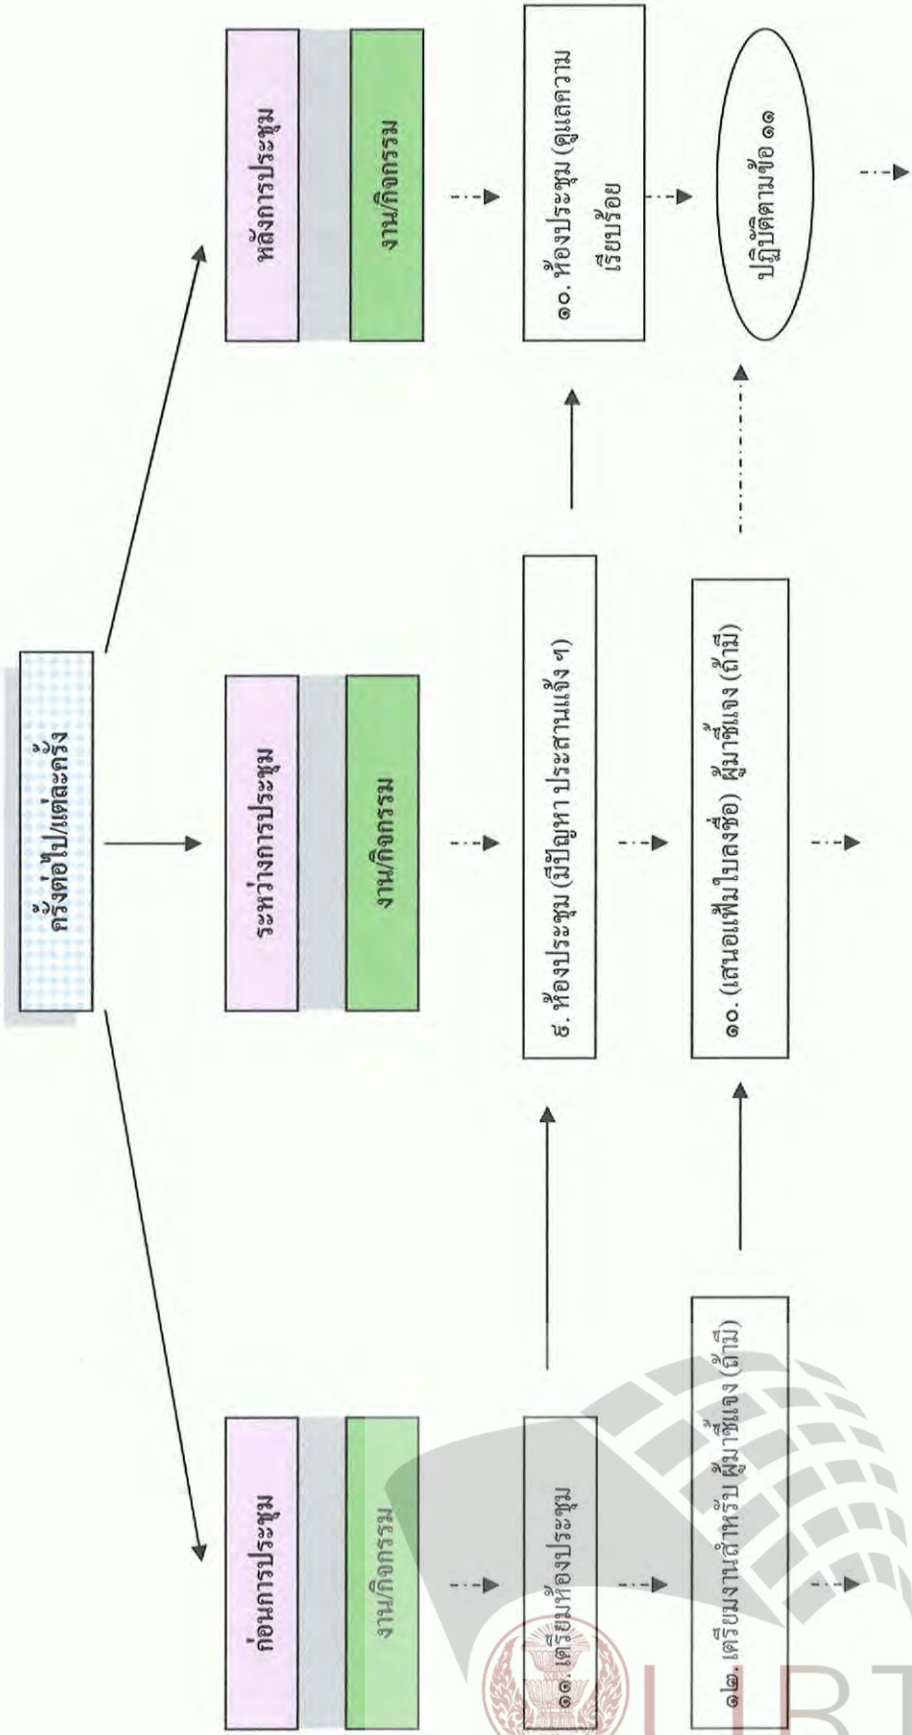 ครั้งต่อไป/แต่ละครั้ง
ก่อนการประชุม
ระหว่างการประชุม
หลังการประชุม
งาน/กิจกรรม
งาน/กิจกรรม
งาน/กิจกรรม
๑๑. เตรียมห้องประชุม
๙. ห้องประชุม (มีปัญหา ประสานแจ้ง ฯ)
๑๐. ห้องประชุม (ดูแลความ
เรียบร้อย
๑๒. เตรียมงานสำหรับ ผู้มาชี้แจง (ถ้ามี)
๑๐. (เสนอแฟ้มใบลงชื่อ) ผู้มาชี้แจง (ถ้ามี)
ปฏิบัติตามข้อ ๑๑